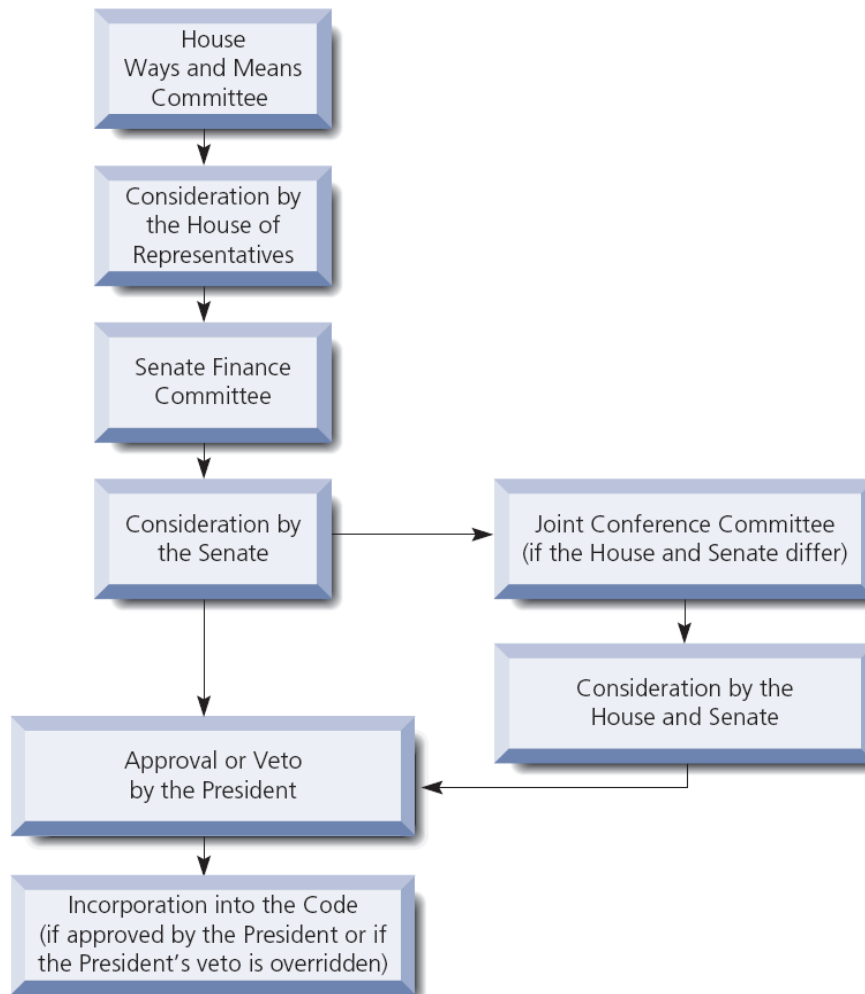 House
Ways and Means
Committee
Consideration by
the House of
Representatives
Senate Finance
Committee
Consideration by
the Senate
Joint Conference Committee
(if the House and Senate differ)
Consideration by the
House and Senate
Approval or Veto
by the President
Incorporation into the Code
(if approved by the President or if
the President’s veto is overridden)